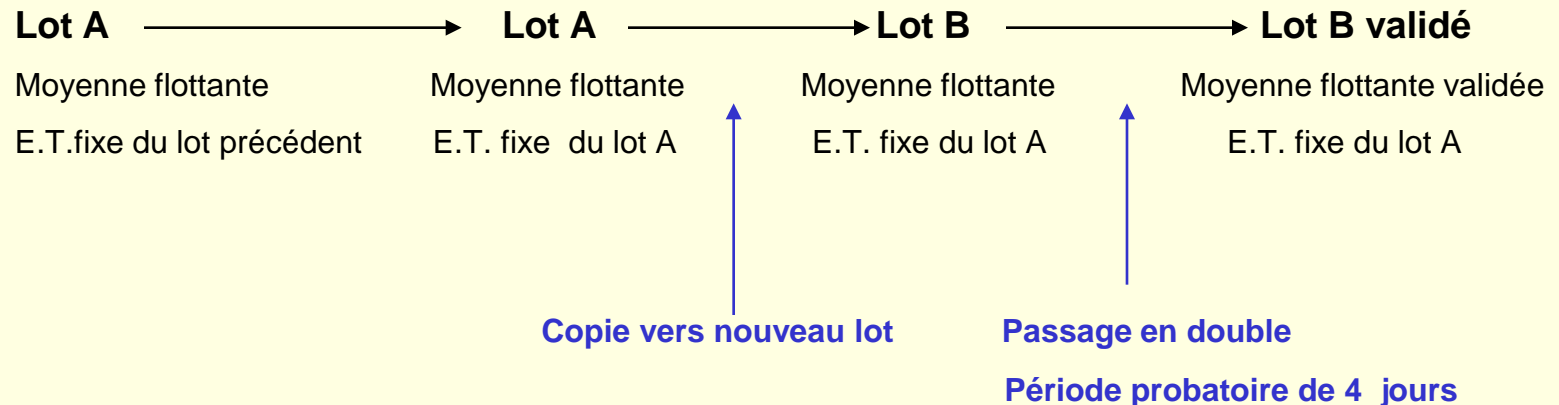 Lot A Lot A Lot B Lot B validé
Moyenne flottante Moyenne flottante Moyenne flottante Moyenne flottante validée
E.T.fixe du lot précédent E.T. fixe du lot A E.T. fixe du lot A E.T. fixe du lot A
Copie vers nouveau lot Passage en double
Période probatoire de 4 jours